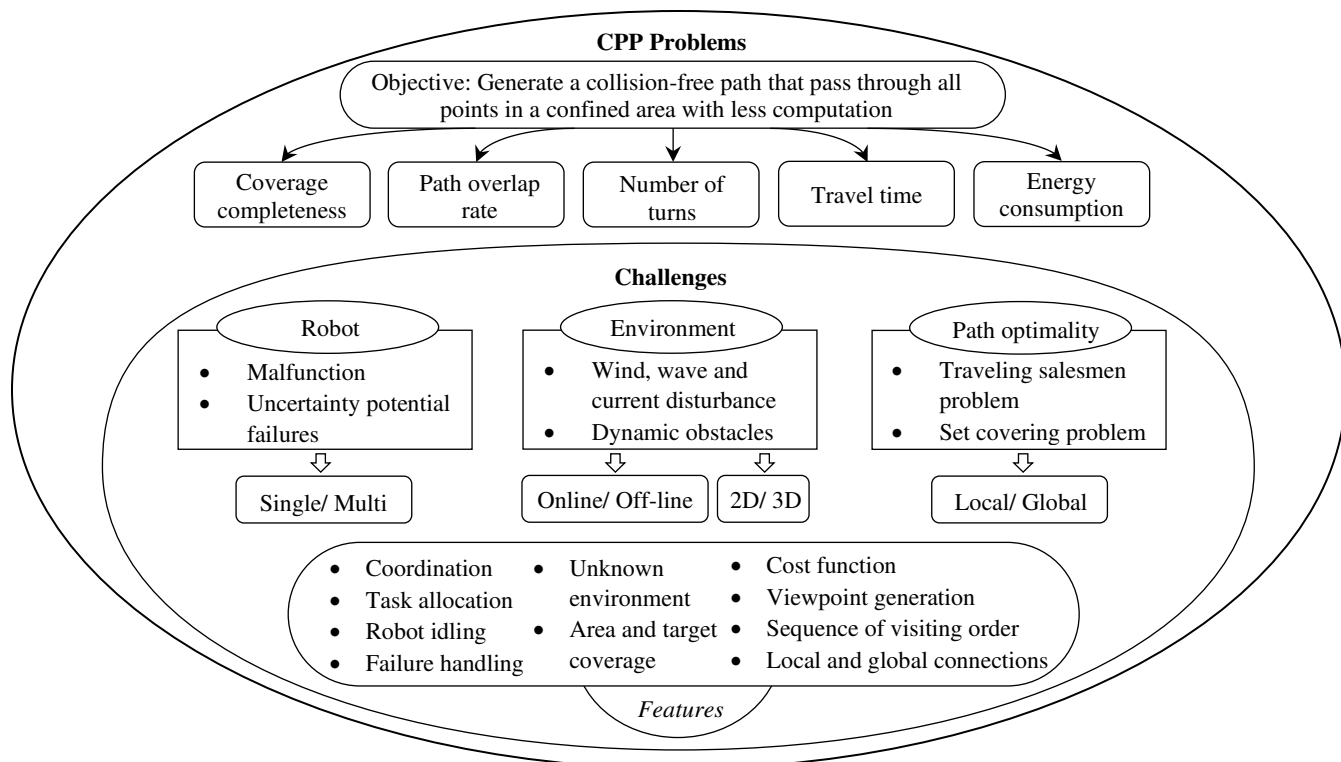 CPP Problems
Objective: Generate a collision-free path that pass through all
points in a confined area with less computation
Coverage
completeness
Path overlap
rate
Number of
turns
Travel time
Energy
consumption
Challenges
Robot
• Malfunction
• Uncertainty potential
failures
Single/ Multi
Environment
• Wind, wave and
current disturbance
• Dynamic obstacles
Online/ Off-line
2D/ 3D
Path optimality
• Traveling salesmen
problem
• Set covering problem
Local/ Global
• Coordination
• Task allocation
• Robot idling
• Failure handling
• Unknown
environment
• Area and target
coverage
• Cost function
• Viewpoint generation
• Sequence of visiting order
• Local and global connections
Features